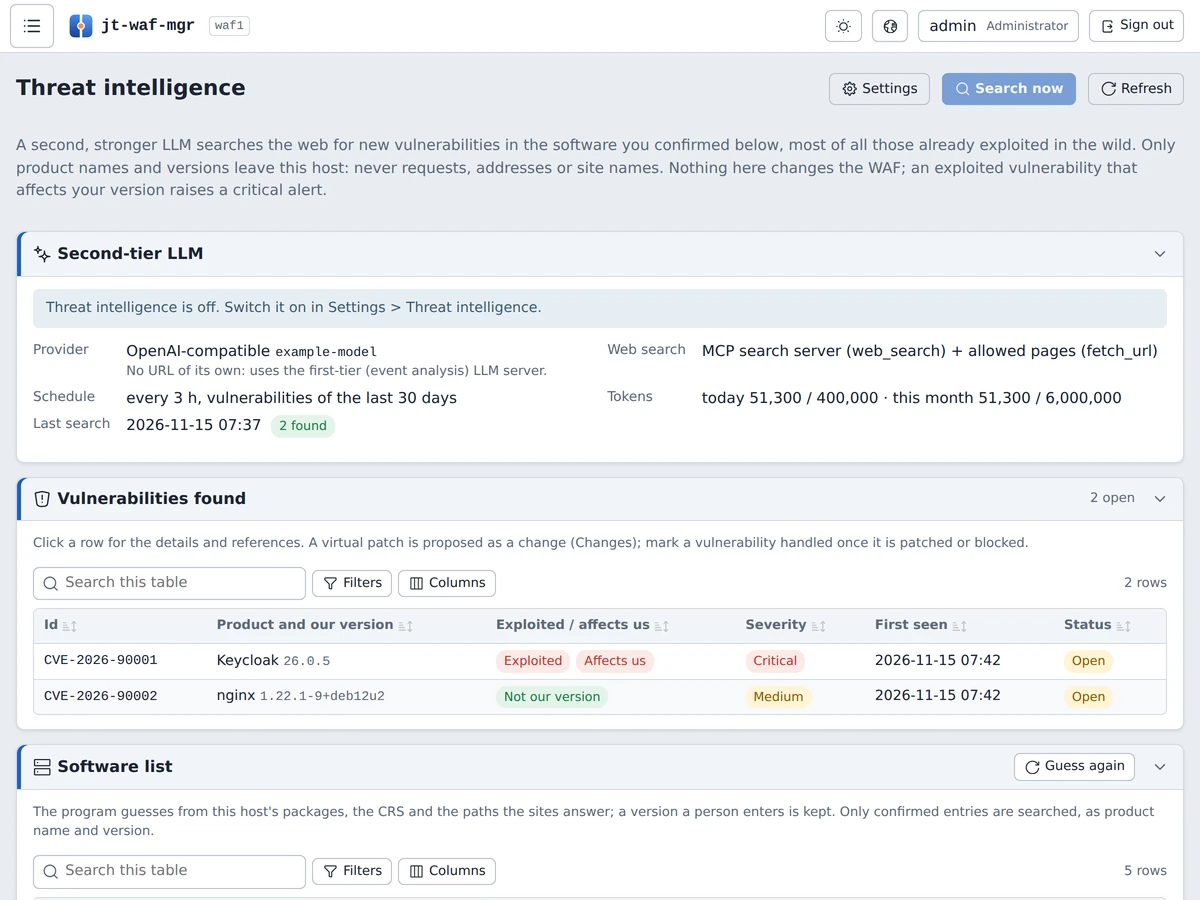 jt-waf-mgr waf1 admin Administrator Sign out
Threat intelligence Settings Search now Refresh
A second, stronger LLM searches the web for new vulnerabilities in the software you confirmed below, most of all those already exploited in the wild. Only
product names and versions leave this host: never requests, addresses or site names. Nothing here changes the WAF; an exploited vulnerability that
affects your version raises a critical alert.
Second-tier LLM
Threat intelligence is off. Switch it on in Settings > Threat intelligence.
Provider OpenAI-compatible example-model Web search MCP search server (web_search) + allowed pages (fetch_url)
No URL of its own: uses the first-tier (event analysis) LLM server.
Schedule every 3 h, vulnerabilities of the last 30 days Tokens today 51,300 / 400,000 · this month 51,300 / 6,000,000
Last search 2026-11-15 07:37 2 found
Vulnerabilities found 2 open
Click a row for the details and references. A virtual patch is proposed as a change (Changes); mark a vulnerability handled once it is patched or blocked.
Search this table Filters Columns 2 rows
Id Product and our version Exploited / affects us Severity First seen Status
CVE-2026-90001 Keycloak 26.0.5 Exploited Affects us Critical 2026-11-15 07:42 Open
CVE-2026-90002 nginx 1.22.1-9+deb12u2 Not our version Medium 2026-11-15 07:42 Open
Software list Guess again
The program guesses from this host's packages, the CRS and the paths the sites answer; a version a person enters is kept. Only confirmed entries are searched, as product
name and version.
Search this table Filters Columns 5 rows